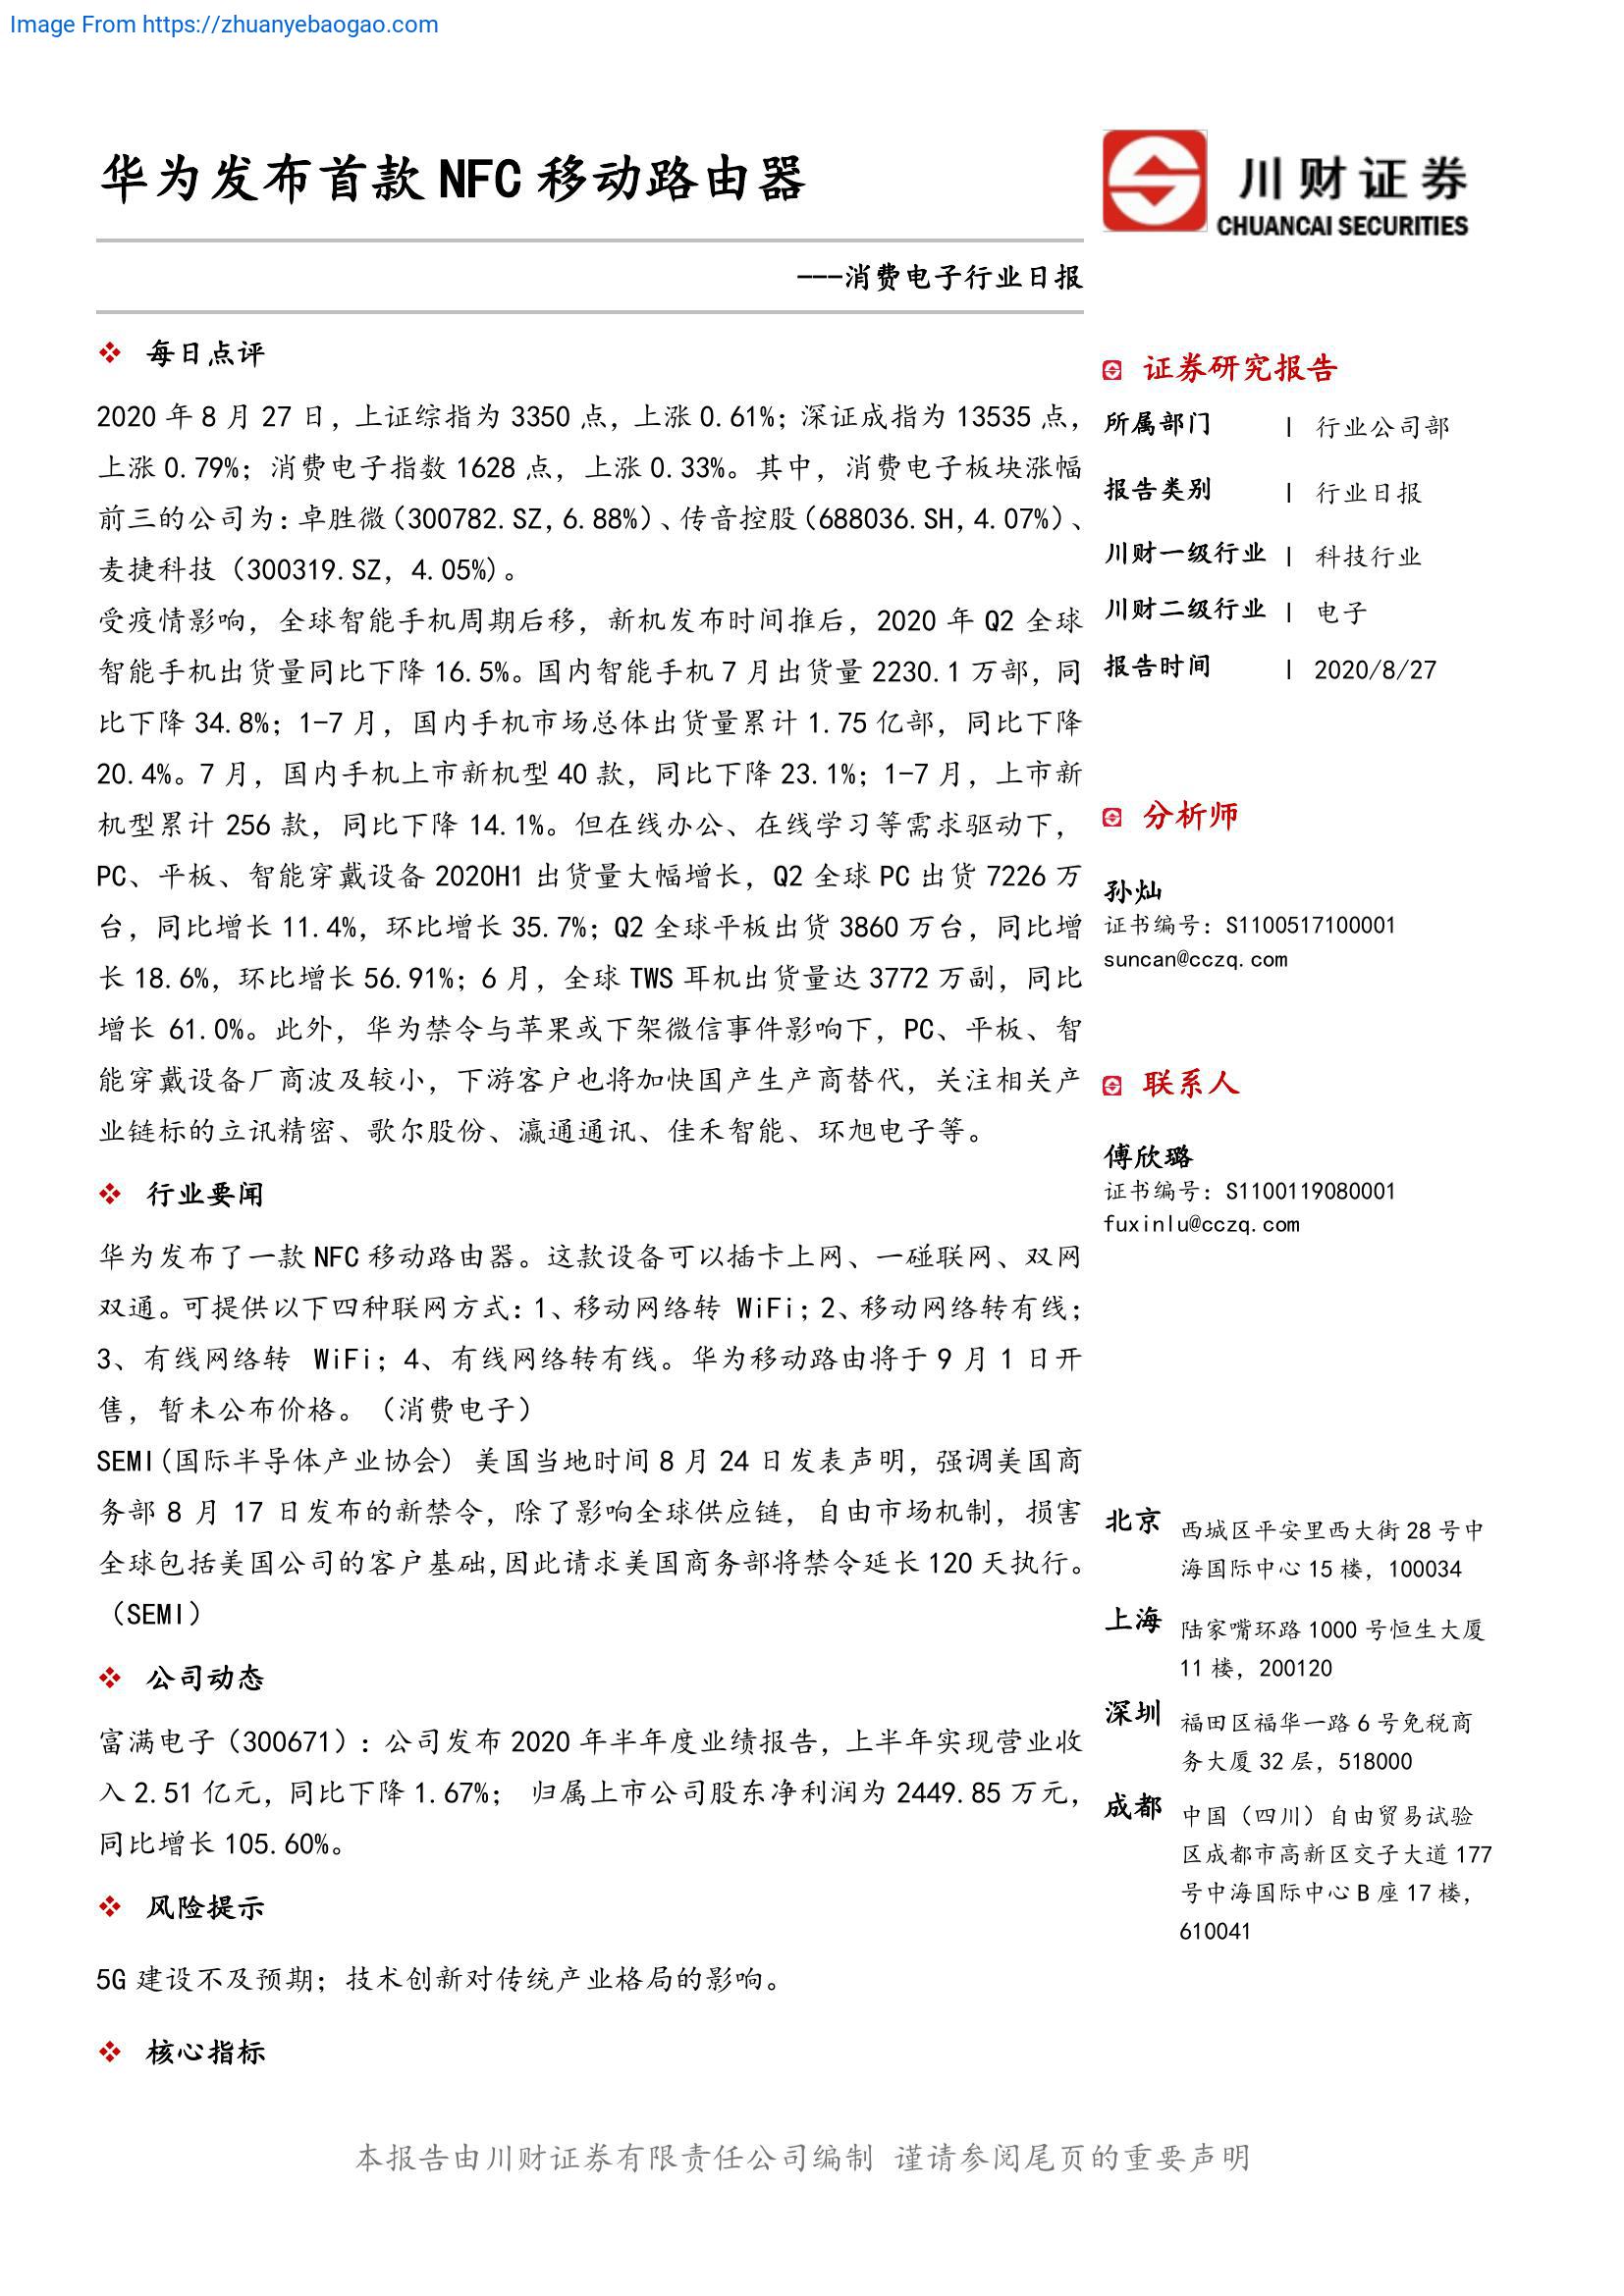 Image From https://zhuanyebaogao.com
华为发布首款 NFC 移动路由器
川财证券
CHUANCAI SECURITIES
---消费电子行业日报
每日点评
2020 年 8 月 27 日，上证综指为 3350 点，上涨 0.61%；深证成指为 13535 点，
上涨 0.79%；消费电子指数 1628 点，上涨 0.33%。其中，消费电子板块涨幅
前三的公司为：卓胜微（300782.SZ，6.88%）、传音控股（688036.SH，4.07%）、
麦捷科技（300319.SZ，4.05%）。
受疫情影响，全球智能手机周期后移，新机发布时间推后，2020 年 Q2 全球
智能手机出货量同比下降 16.5%。国内智能手机 7 月出货量 2230.1 万部，同
比下降 34.8%；1-7 月，国内手机市场总体出货量累计 1.75 亿部，同比下降
20.4%。7 月，国内手机上市新机型 40 款，同比下降 23.1%；1-7 月，上市新
机型累计 256 款，同比下降 14.1%。但在线办公、在线学习等需求驱动下，
PC、平板、智能穿戴设备 2020H1 出货量大幅增长，Q2 全球 PC 出货 7226 万
台，同比增长 11.4%，环比增长 35.7%；Q2 全球平板出货 3860 万台，同比增
长 18.6%，环比增长 56.91%；6 月，全球 TWS 耳机出货量达 3772 万副，同比
增长 61.0%。此外，华为禁令与苹果或下架微信事件影响下，PC、平板、智
能穿戴设备厂商波及较小，下游客户也将加快国产生产商替代，关注相关产
业链标的立讯精密、歌尔股份、瀛通通讯、佳禾智能、环旭电子等。
行业要闻
华为发布了一款 NFC 移动路由器。这款设备可以插卡上网、一碰联网、双网
双通。可提供以下四种联网方式：1、移动网络转 WiFi；2、移动网络转有线；
3、有线网络转 WiFi；4、有线网络转有线。华为移动路由将于 9 月 1 日开
售，暂未公布价格。（消费电子）
SEMI(国际半导体产业协会) 美国当地时间 8 月 24 日发表声明，强调美国商
务部 8 月 17 日发布的新禁令，除了影响全球供应链，自由市场机制，损害
全球包括美国公司的客户基础,因此请求美国商务部将禁令延长 120 天执行。
（SEMI）
公司动态
富满电子（300671）：公司发布 2020 年半年度业绩报告，上半年实现营业收
入 2.51 亿元，同比下降 1.67%； 归属上市公司股东净利润为 2449.85 万元，
同比增长 105.60%。
风险提示
5G 建设不及预期；技术创新对传统产业格局的影响。
核心指标
证券研究报告
所属部门 | 行业公司部
报告类别 | 行业日报
川财一级行业 | 科技行业
川财二级行业 | 电子
报告时间 | 2020/8/27
分析师
孙灿
证书编号：S1100517100001
suncan@cczq.com
联系人
傅欣璐
证书编号：S1100119080001
fuxinlu@cczq.com
北京 西城区平安里西大街 28 号中
海国际中心 15 楼，100034
上海 陆家嘴环路 1000 号恒生大厦
11 楼，200120
深圳 福田区福华一路 6 号免税商
务大厦 32 层，518000
成都 中国（四川）自由贸易试验
区成都市高新区交子大道 177
号中海国际中心 B 座 17 楼，
610041
本报告由川财证券有限责任公司编制 谨请参阅尾页的重要声明